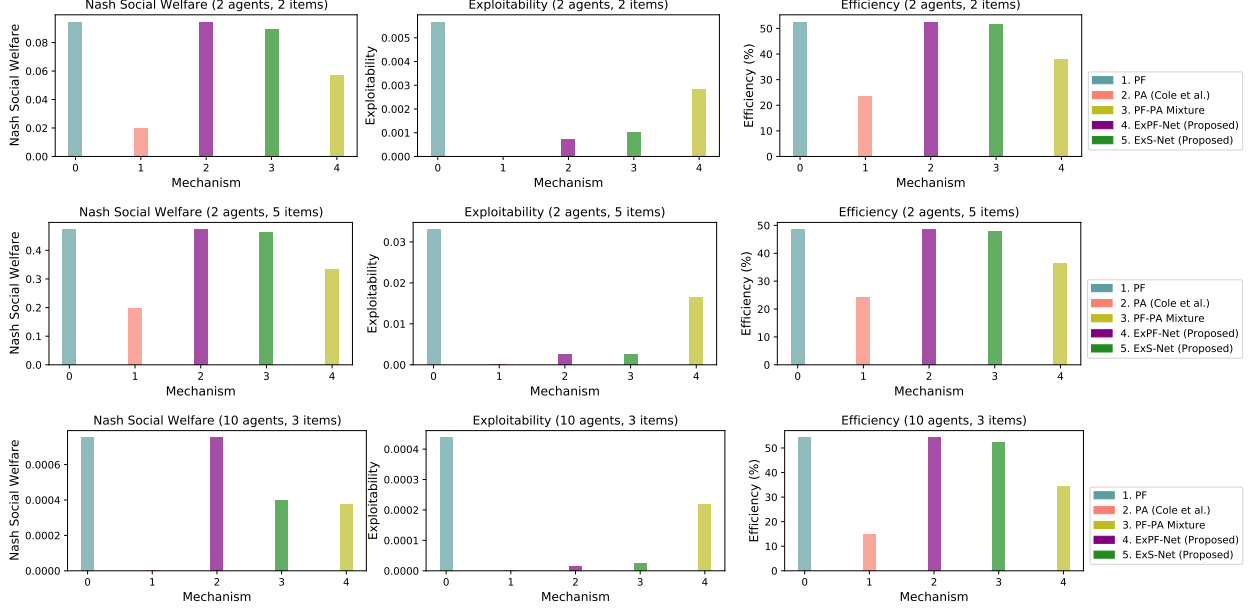 Nash Social Welfare (2 agents, 2 items)
Nash Social Welfare
0.08
0.06
0.04
0.02
0.00
0 1 2 3 4
Mechanism
Exploitability (2 agents, 2 items)
Exploitability
0.005
0.004
0.003
0.002
0.001
0.000
0 1 2 3 4
Mechanism
Efficiency (2 agents, 2 items)
Efficiency (%)
50
40
30
20
10
0
0 1 2 3 4
Mechanism
1. PF
2. PA (Cole et al.)
3. PF-PA Mixture
4. ExPF-Net (Proposed)
5. ExS-Net (Proposed)
Nash Social Welfare (2 agents, 5 items)
Nash Social Welfare
0.4
0.3
0.2
0.1
0.0
0 1 2 3 4
Mechanism
Exploitability (2 agents, 5 items)
Exploitability
0.03
0.02
0.01
0.00
0 1 2 3 4
Mechanism
Efficiency (2 agents, 5 items)
Efficiency (%)
50
40
30
20
10
0
0 1 2 3 4
Mechanism
1. PF
2. PA (Cole et al.)
3. PF-PA Mixture
4. ExPF-Net (Proposed)
5. ExS-Net (Proposed)
Nash Social Welfare (10 agents, 3 items)
Nash Social Welfare
0.0006
0.0004
0.0002
0.0000
0 1 2 3 4
Mechanism
Exploitability (10 agents, 3 items)
Exploitability
0.0004
0.0003
0.0002
0.0001
0.0000
0 1 2 3 4
Mechanism
Efficiency (10 agents, 3 items)
Efficiency (%)
50
40
30
20
10
0
0 1 2 3 4
Mechanism
1. PF
2. PA (Cole et al.)
3. PF-PA Mixture
4. ExPF-Net (Proposed)
5. ExS-Net (Proposed)